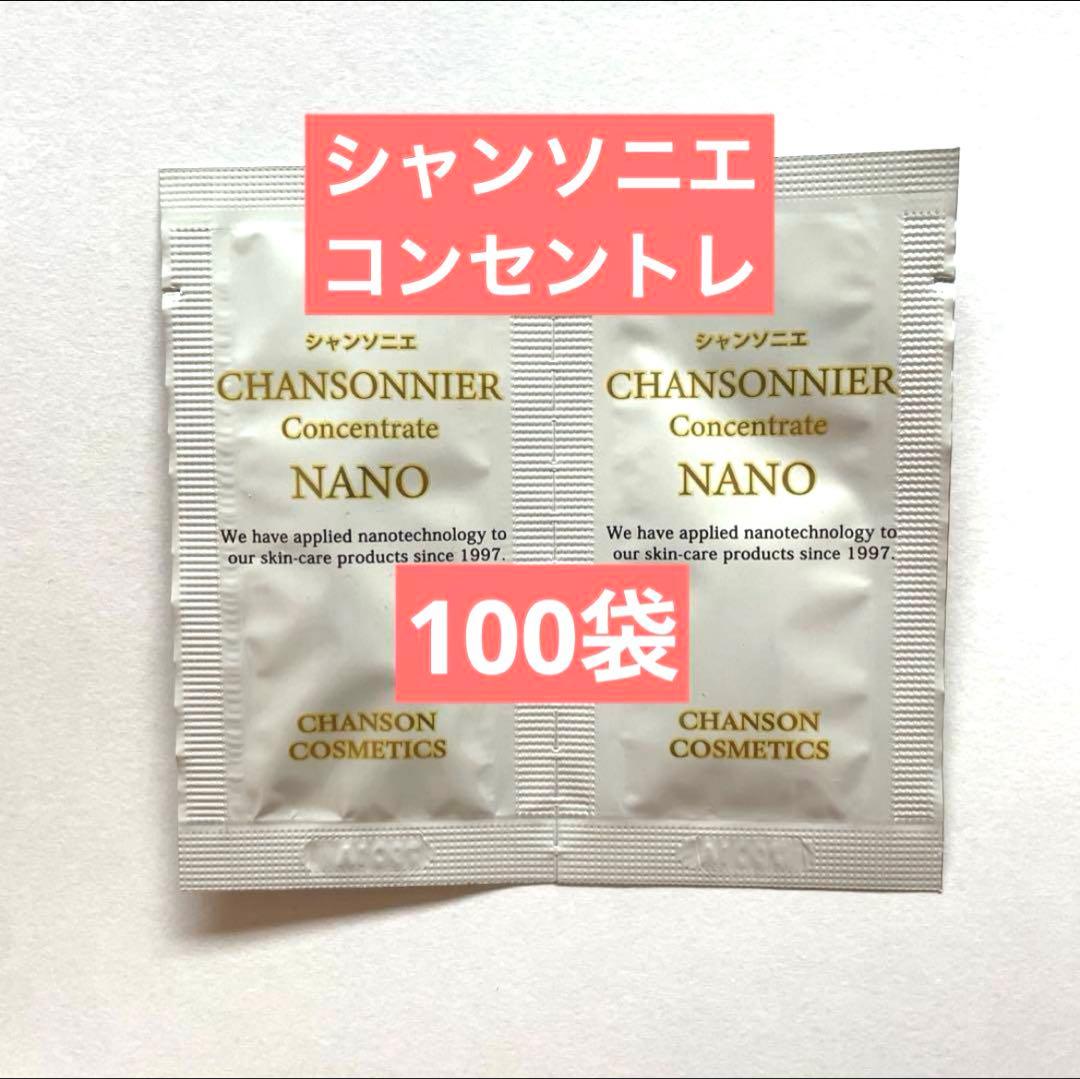 シャンソニエ
コンセントレ
シャンソニエ
CHANSONNIER
Concentrate
NANO
We have applied nanotechnology to
our skin-care products since 1997.
CHANSON
COSMETICS
シャンソニエ
CHANSONNIER
Concentrate
NANO
We have applied nanotechnology to
our skin-care products since 1997.
CHANSON
COSMETICS
100袋